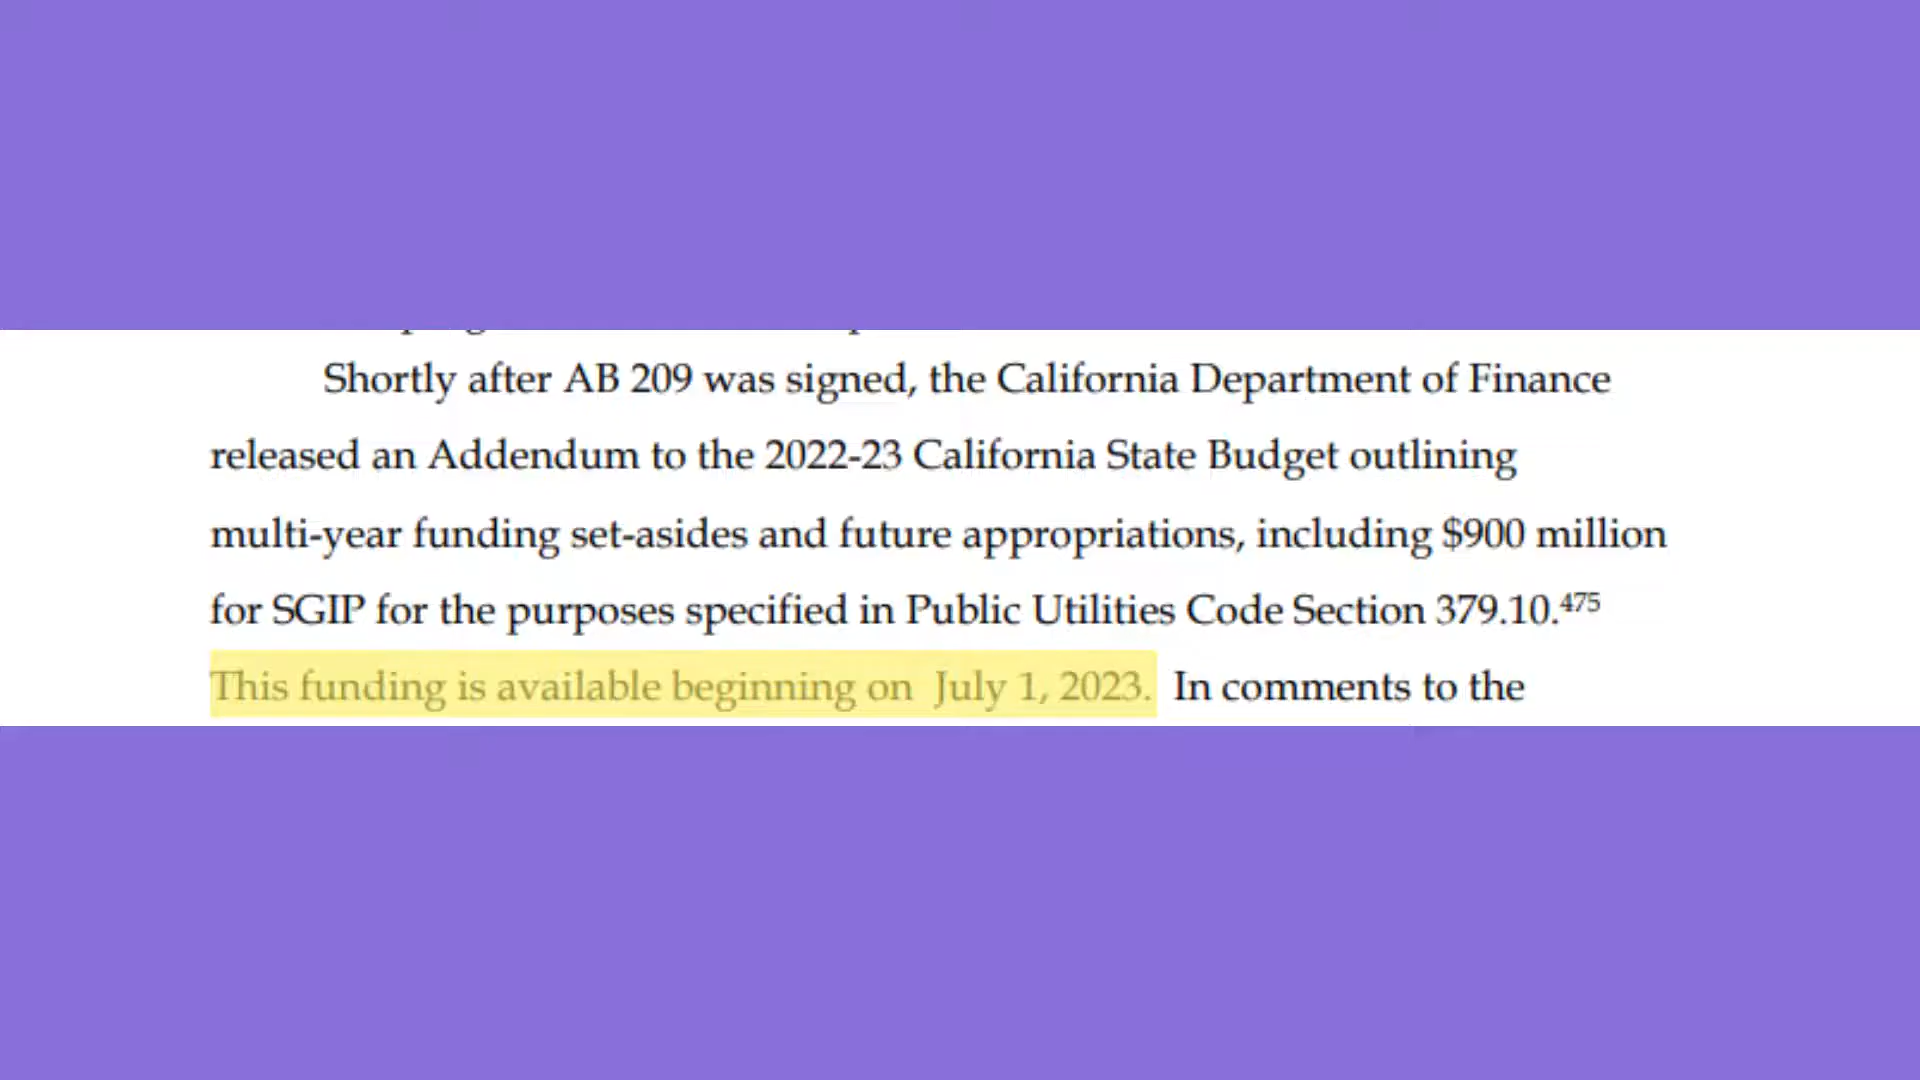 Shortly after AB 209 was signed, the California Department of Finance
released an Addendum to the 2022-23 California State Budget outlining
multi-year funding set-asides and future appropriations, including $900 million
for SGIP for the purposes specified in Public Utilities Code Section 379.10.475
This funding is available beginning on July 1, 2023. In comments to the